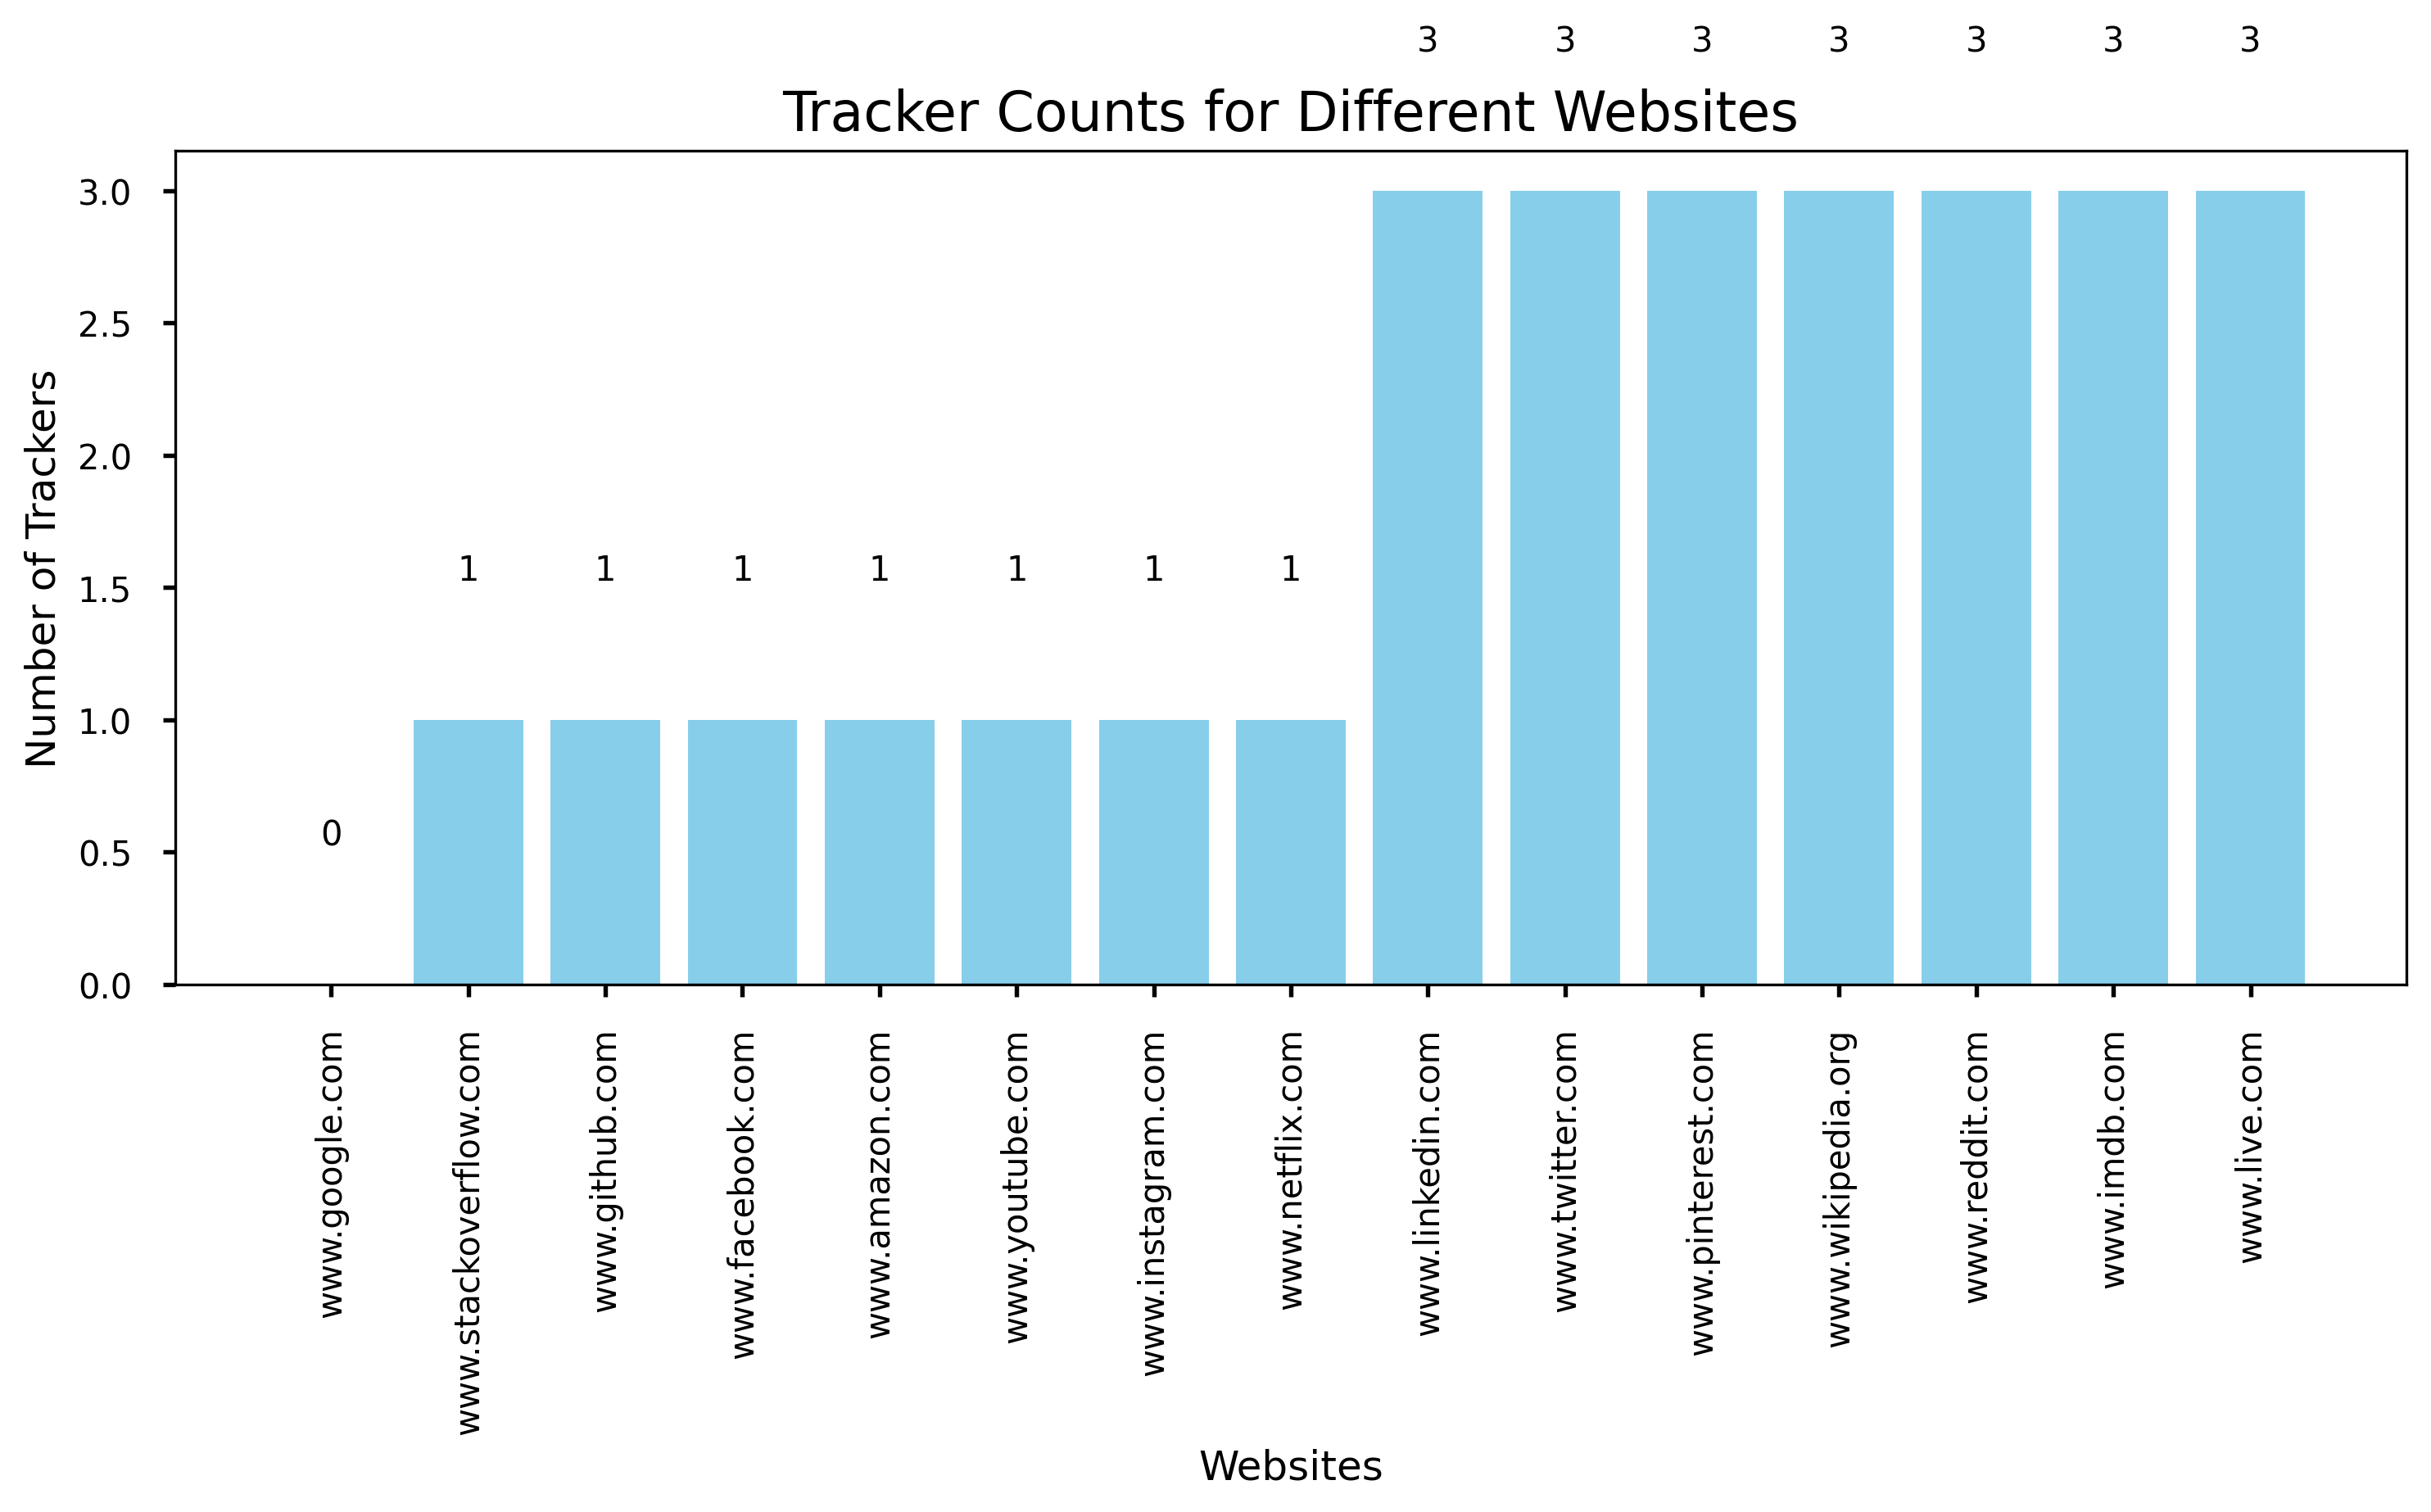 3 3 3 3 3 3 3
Tracker Counts for Different Websites
Number of Trackers
3.0
2.5
2.0
1.5
1.0
0.5
0.0
1 1 1 1 1 1 1
0
www.google.com
www.stackoverflow.com
www.github.com
www.facebook.com
www.amazon.com
www.youtube.com
www.instagram.com
www.netflix.com
www.linkedin.com
www.twitter.com
www.pinterest.com
www.wikipedia.org
www.reddit.com
www.imdb.com
www.live.com
Websites